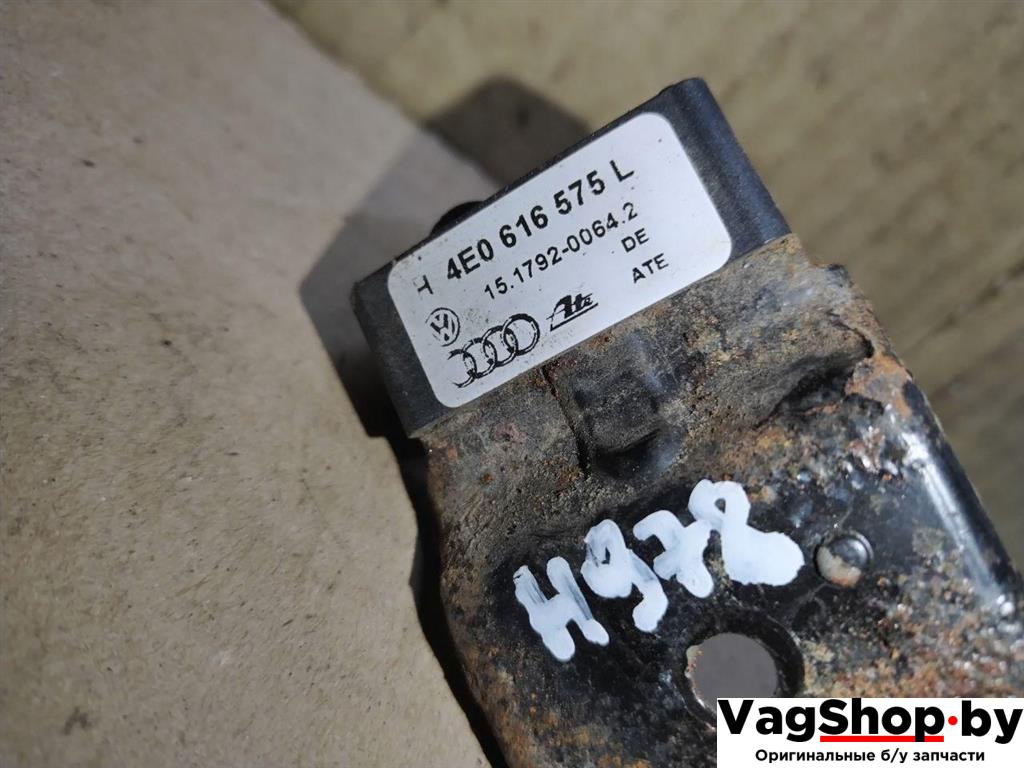 H 4E0 616 575 L
15.1792-0064.2
DE
Ate ATE
H978
VagShop.by
Оригинальные б/у запчасти